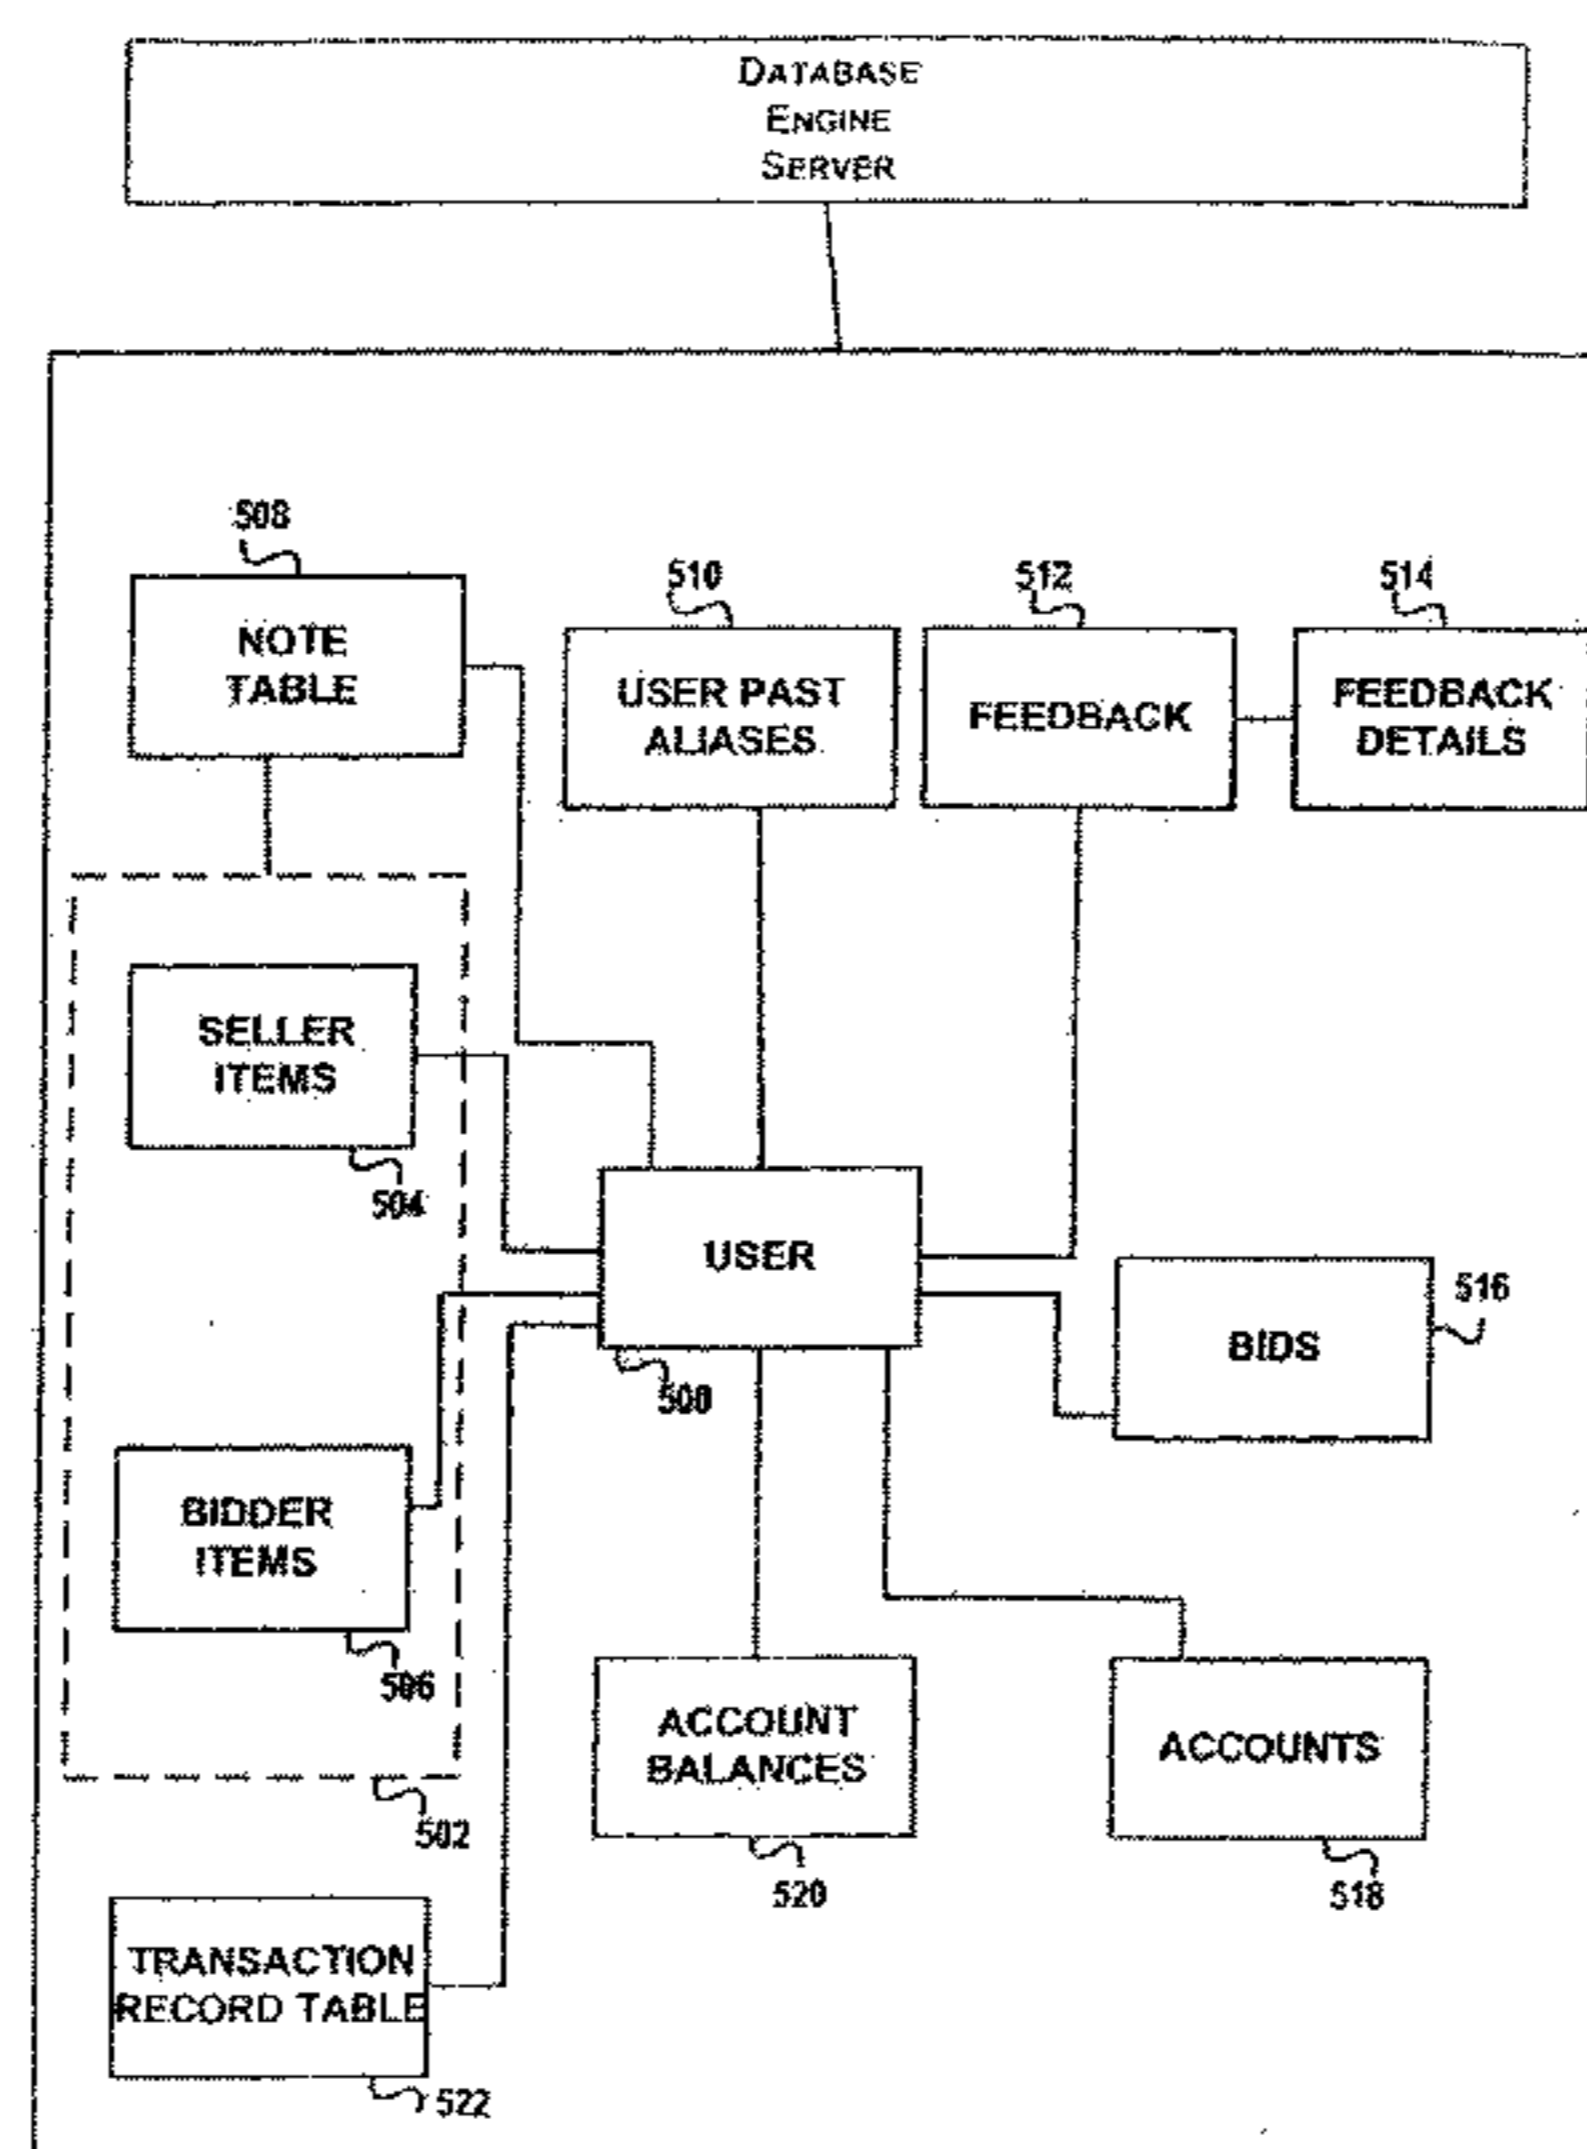 DATABASE
ENGINE
SERVER
508
NOTE
TABLE
510
USER PAST
ALIASES
512
FEEDBACK
514
FEEDBACK
DETAILS
SELLER
ITEMS
504
USER
500
BIDS
516
BIDDER
ITEMS
506
502
ACCOUNT
BALANCES
520
ACCOUNTS
518
TRANSACTION
RECORD TABLE
522